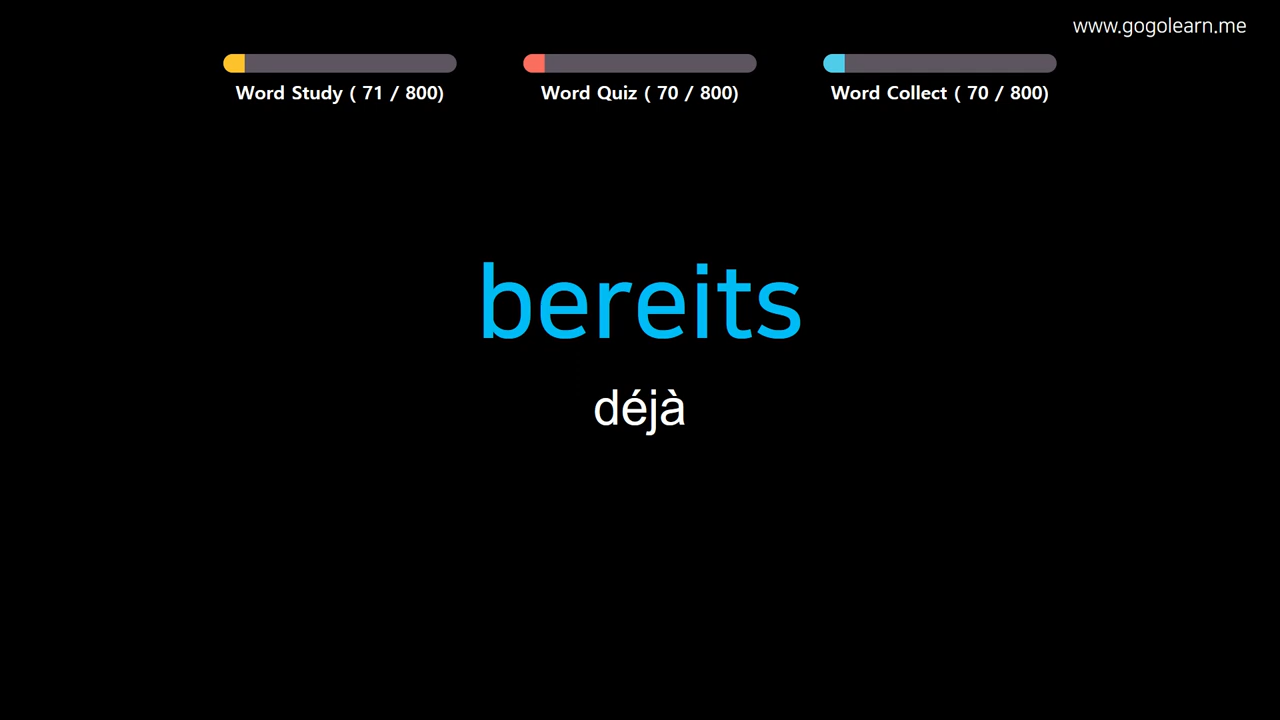 www.gogolearn.me
Word Study ( 71 / 800)
Word Quiz ( 70 / 800)
Word Collect ( 70 / 800)
bereits
déjà